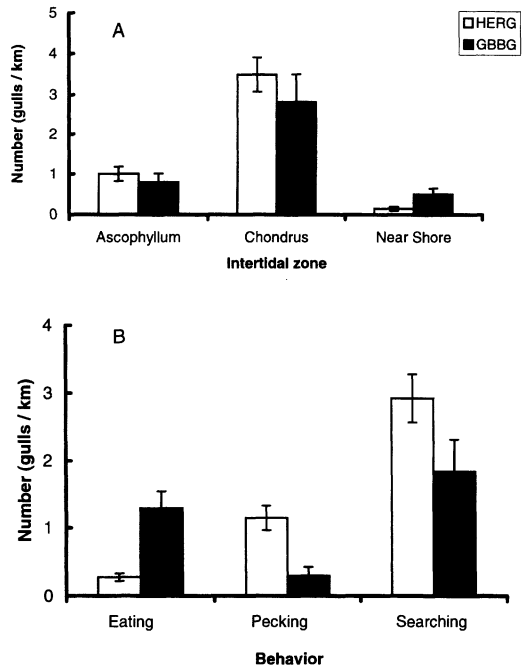 A
HERG
GBBG
Number (gulls / km)
5
4
3
2
1
0
Ascophyllum Chondrus Near Shore
Intertidal zone
B
Number (gulls / km)
4
3
2
1
0
Eating Pecking Searching
Behavior